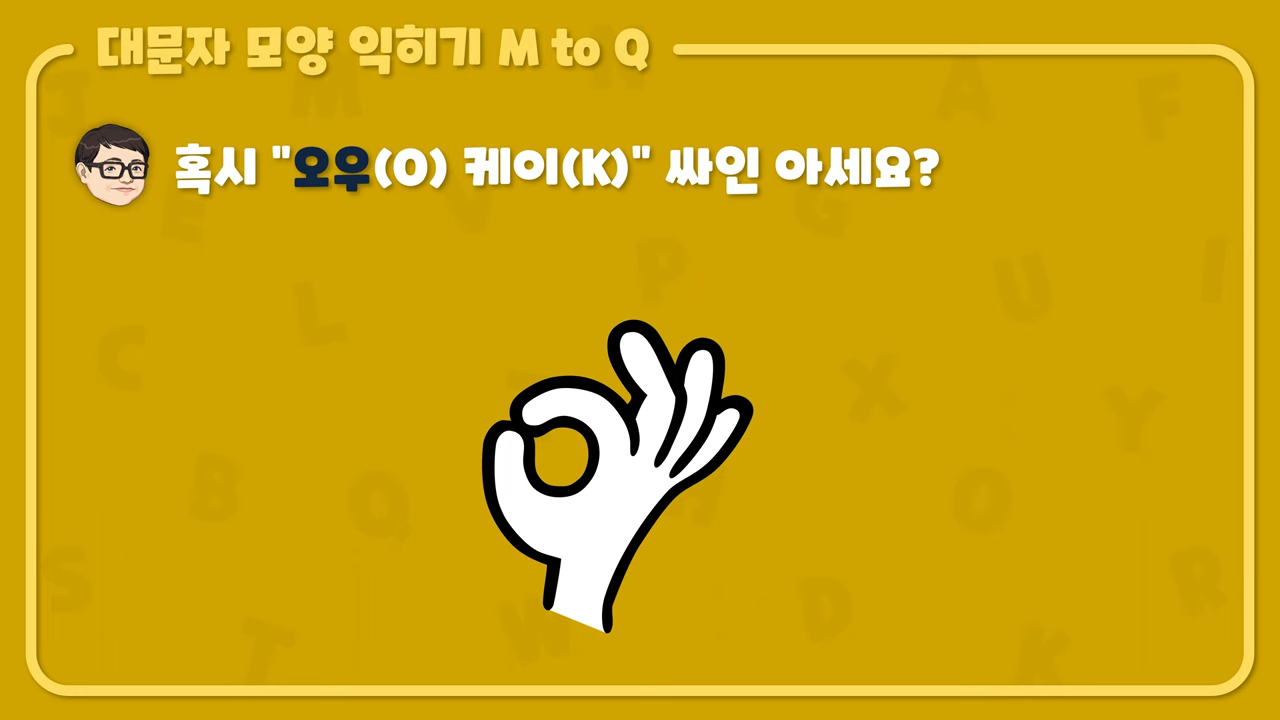 대문자 모양 익히기 M to Q
혹시 "오우(O) 케이(K)" 싸인 아세요?